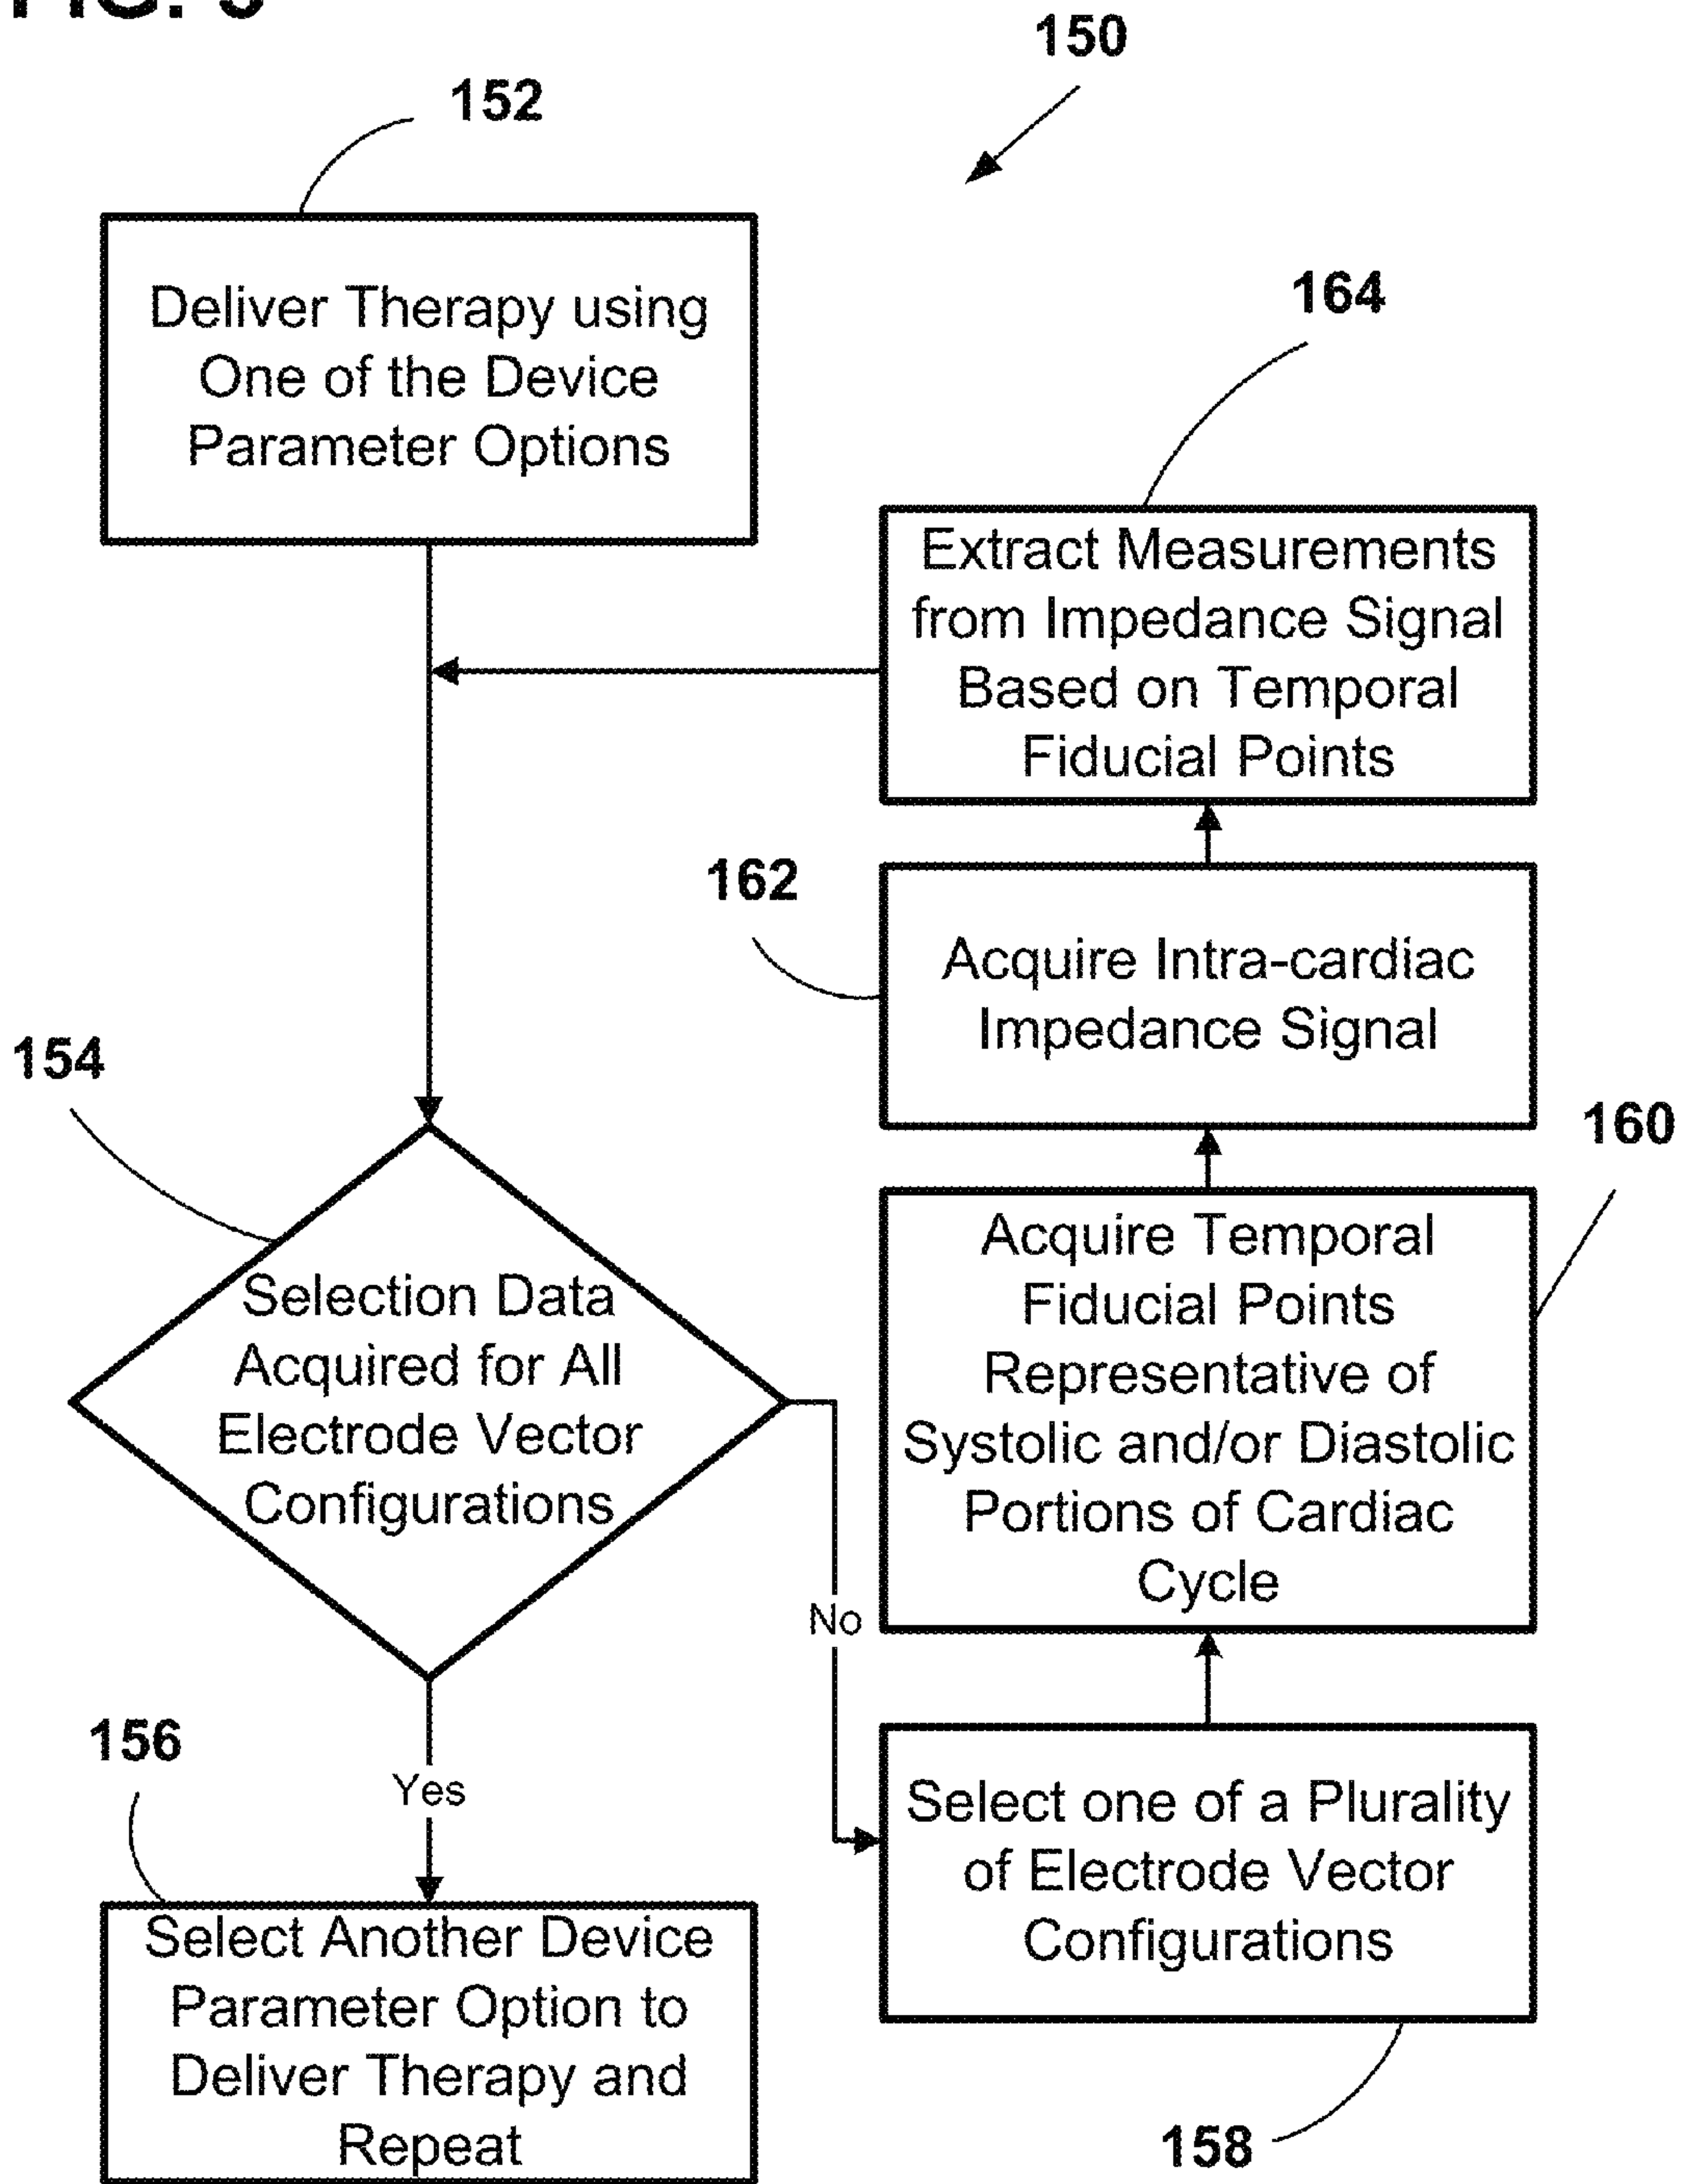 FIG.
150
152
Deliver Therapy using
One of the Device
Parameter Options
164
Extract Measurements
from Impedance Signal
Based on Temporal
Fiducial Points
162
Acquire Intra-cardiac
Impedance Signal
154
Selection Data
Acquired for All
Electrode Vector
Configurations
160
Acquire Temporal
Fiducial Points
Representative of
Systolic and/or Diastolic
Portions of Cardiac
Cycle
No
Yes
156
Select Another Device
Parameter Option to
Deliver Therapy and
Repeat
Select one of a Plurality
of Electrode Vector
Configurations
158